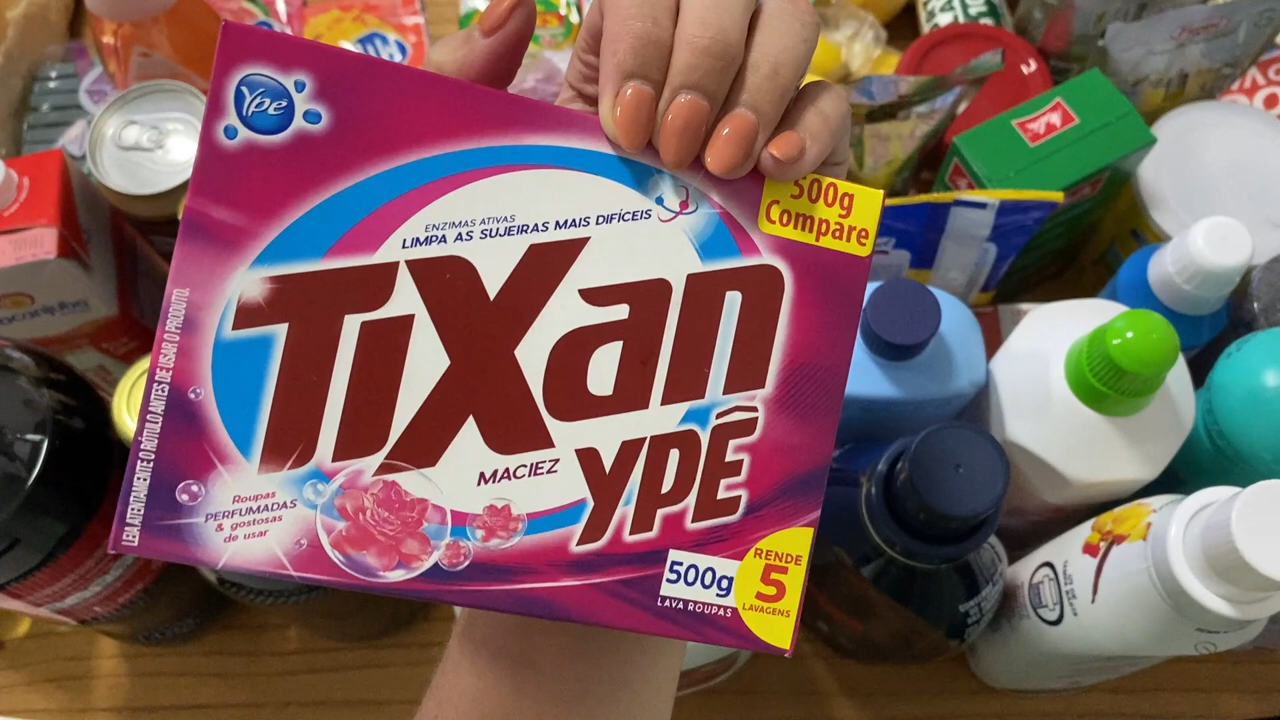 Ypê
ENZIMAS ATIVAS
LIMPA AS SUJEIRAS MAIS DIFÍCEIS
500g
Compare
TiXan
YPÊ
MACIEZ
Roupas
PERFUMADAS
& gostosas
de usar
500g
LAVA ROUPAS
RENDE
5
LAVAGENS
LEIA ATENTAMENTE O RÓTULO ANTES DE USAR O PRODUTO.